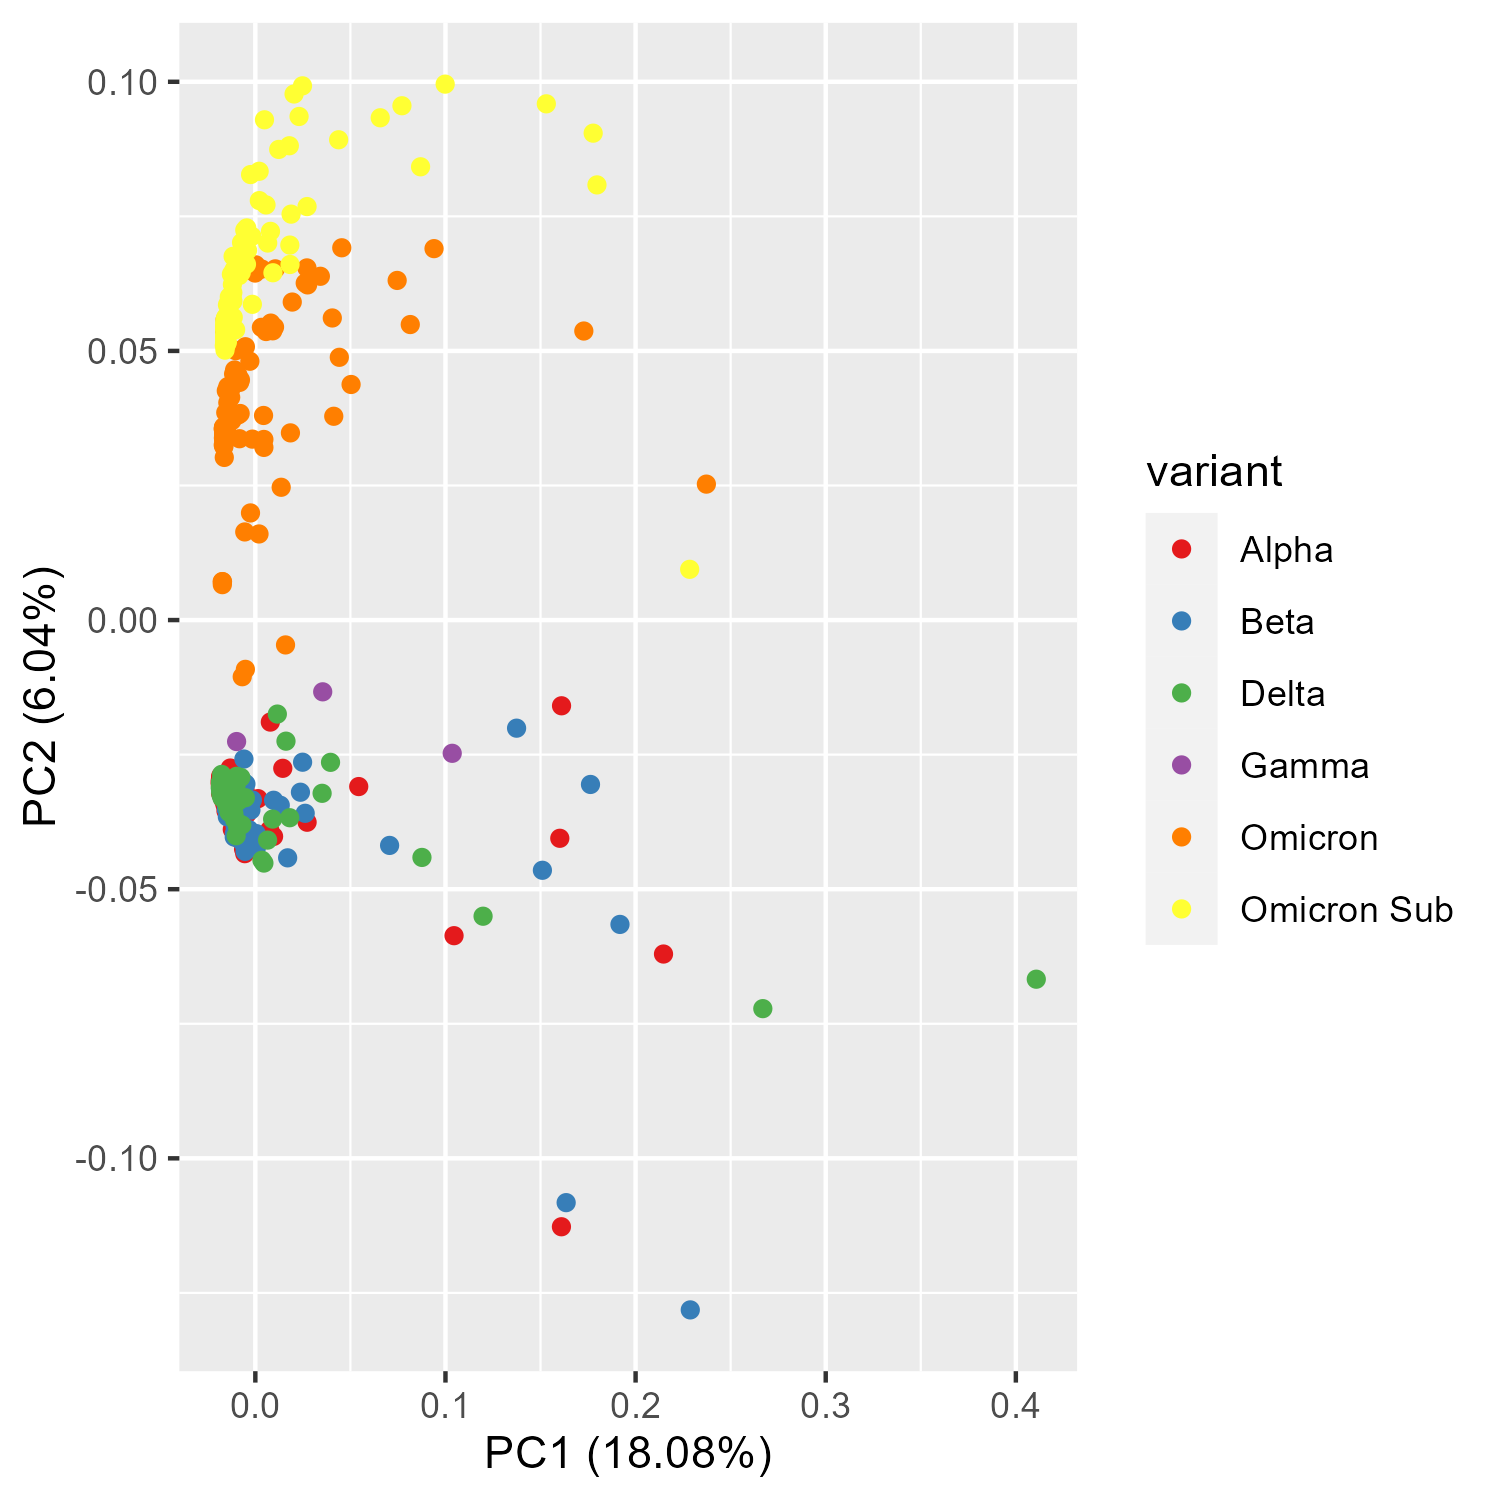 0.10
0.05
0.00
-0.05
-0.10
PC2 (6.04%)
0.0 0.1 0.2 0.3 0.4
PC1 (18.08%)
variant
Alpha
Beta
Delta
Gamma
Omicron
Omicron Sub